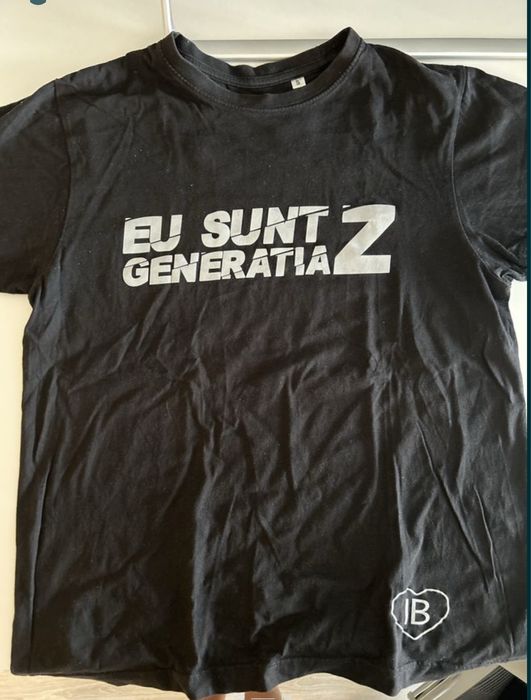 EU SUNT
GENERATIA Z
IB